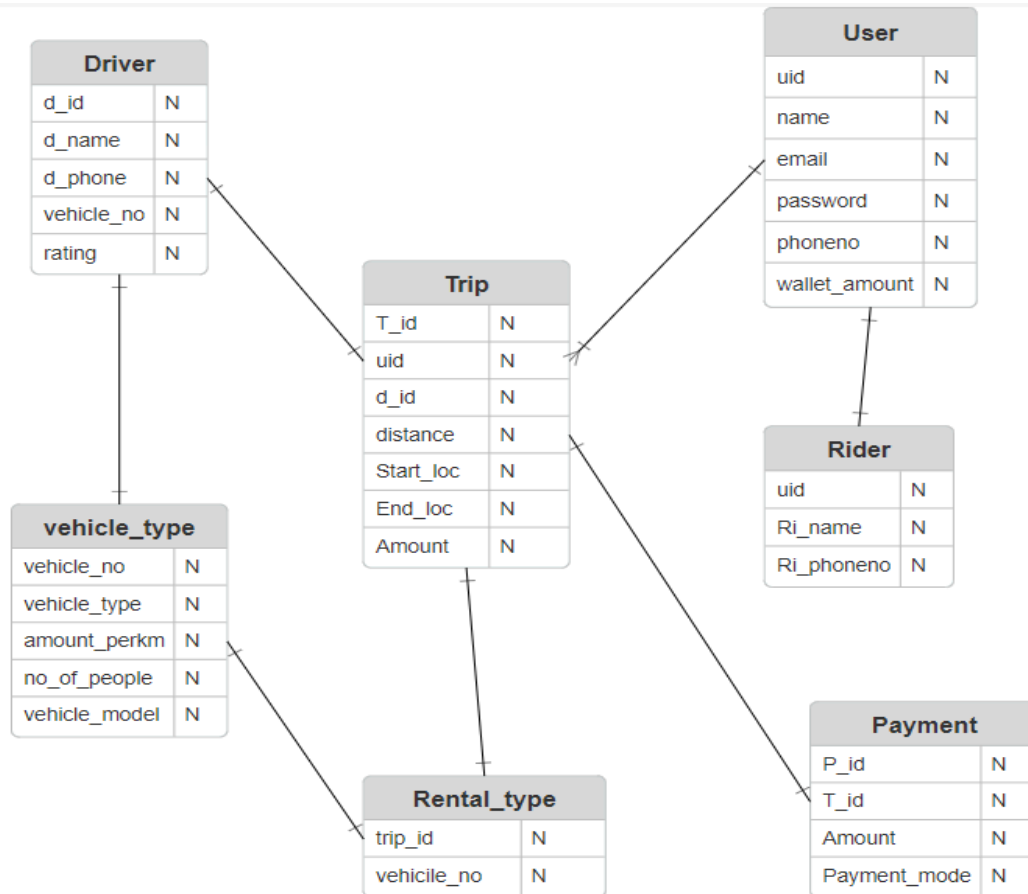 Driver
d_id N
d_name N
d_phone N
vehicle_no N
rating N
User
uid N
name N
email N
password N
phoneno N
wallet_amount N
Trip
T_id N
uid N
d_id N
distance N
Start_loc N
End_loc N
Amount N
Rider
uid N
Ri_name N
Ri_phoneno N
vehicle_type
vehicle_no N
vehicle_type N
amount_perkm N
no_of_people N
vehicle_model N
Rental_type
trip_id N
vehicile_no N
Payment
P_id N
T_id N
Amount N
Payment_mode N